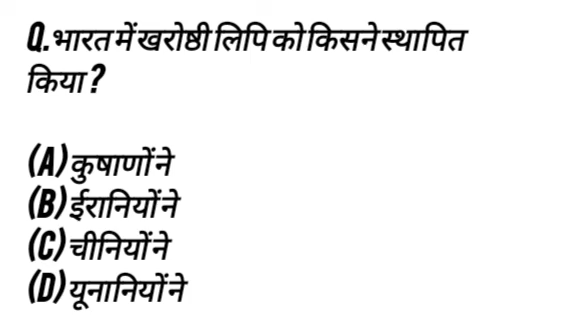 Q. भारत में खरोष्ठी लिपि को किसने स्थापित
किया ?
(A) कुषाणों ने
(B) ईरानियों ने
(C) चीनियों ने
(D) यूनानियों ने